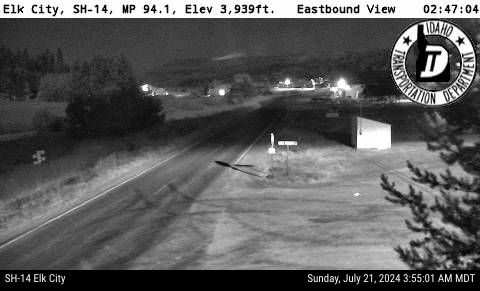 Elk City, SH-14, MP 94.1, Elev 3,939ft. Eastbound View 02:47:04
IDAHO
TRANSPORTATION DEPARTMENT
SH-14 Elk City Sunday, July 21, 2024 3:55:01 AM MDT